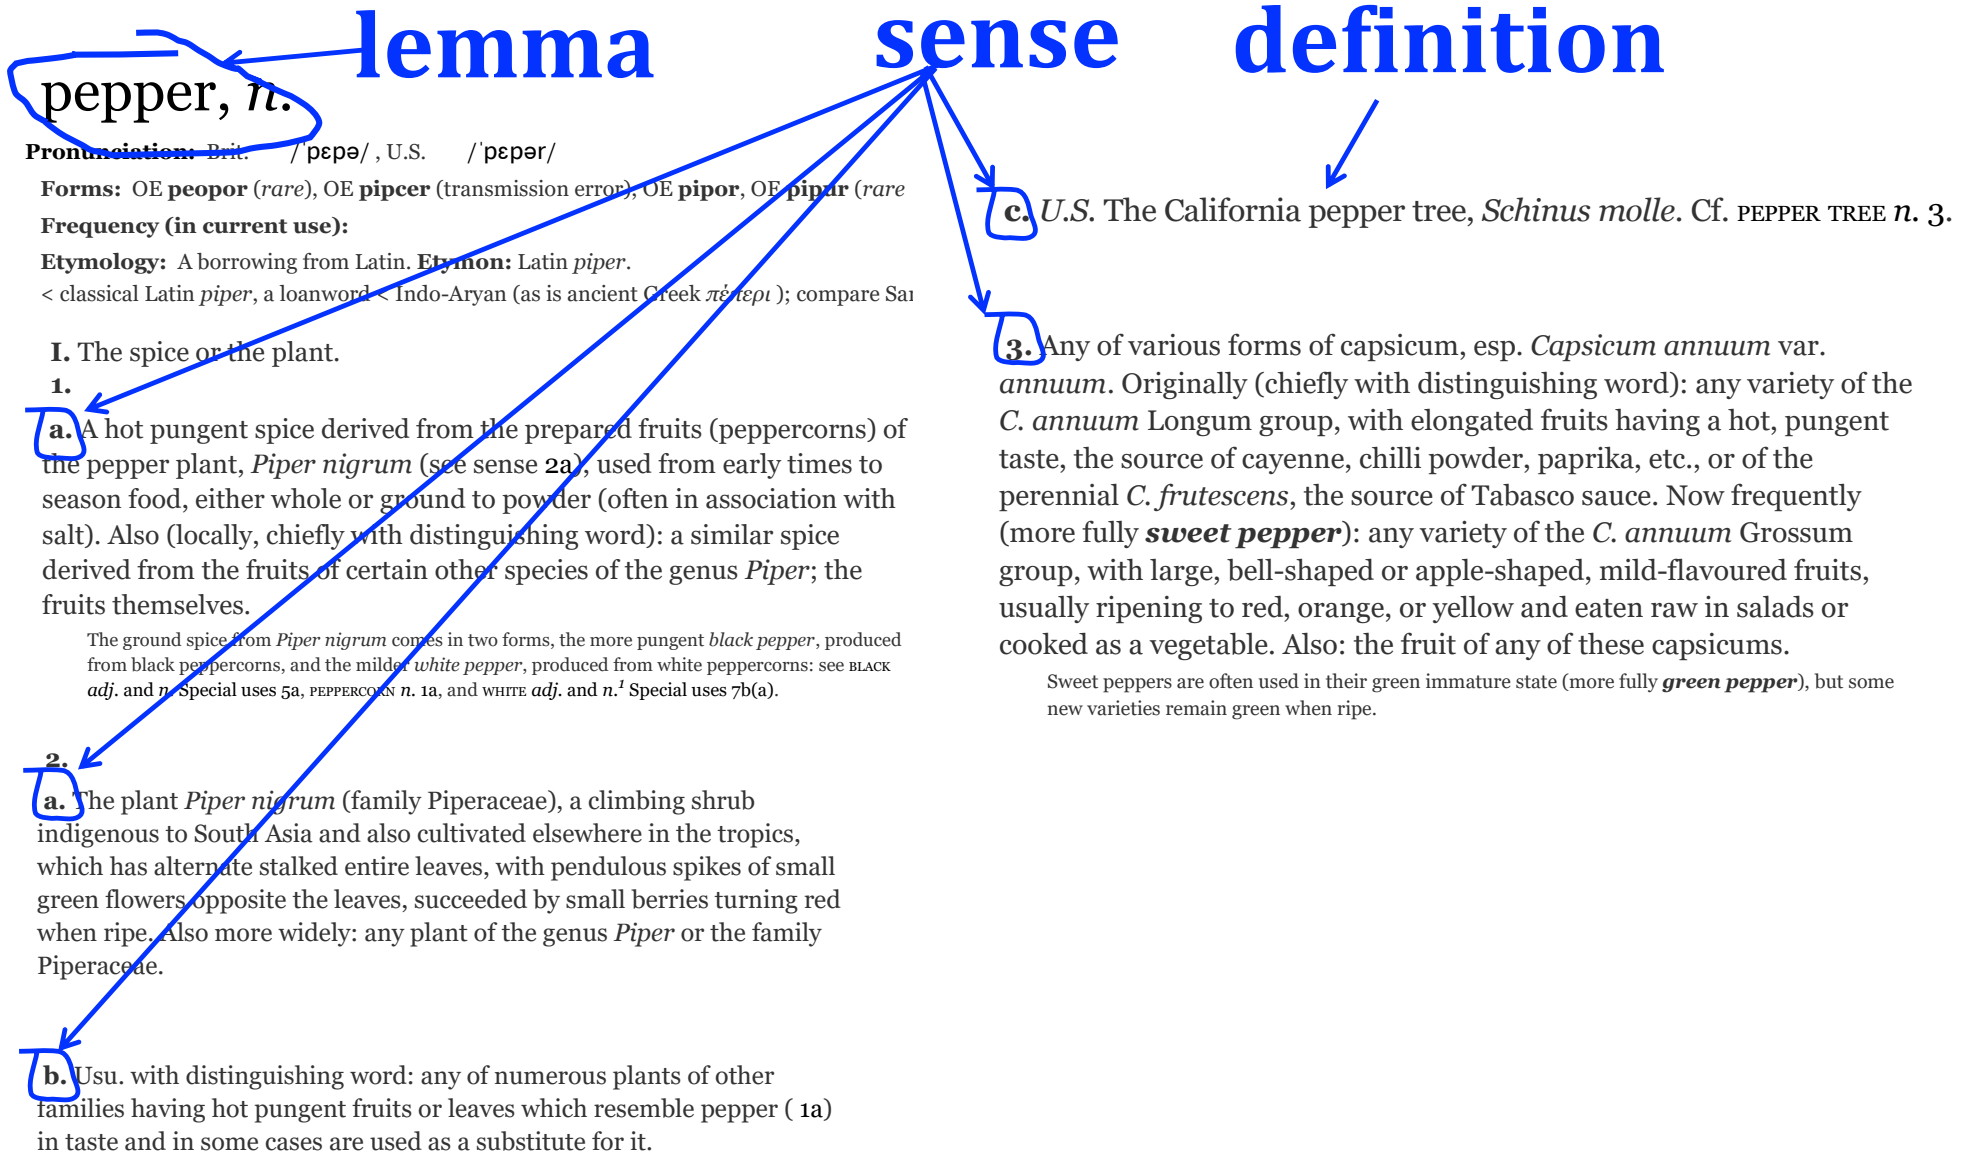 lemma
sense
definition
pepper, n.
Pronunciation: Brit. /ˈpɛpə/ , U.S. /ˈpɛpər/
Forms: OE peopor (rare), OE pipcer (transmission error), OE pipor, OE pipur (rare
Frequency (in current use):
Etymology: A borrowing from Latin. Etymon: Latin piper.
< classical Latin piper, a loanword < Indo-Aryan (as is ancient Greek πέπερι ); compare
I. The spice or the plant.
1.
a. A hot pungent spice derived from the prepared fruits (peppercorns) of
the pepper plant, Piper nigrum (see sense 2a), used from early times to
season food, either whole or ground to powder (often in association with
salt). Also (locally, chiefly with distinguishing word): a similar spice
derived from the fruits of certain other species of the genus Piper; the
fruits themselves.
The ground spice from Piper nigrum comes in two forms, the more pungent black pepper, produced
from black peppercorns, and the milder white pepper, produced from white peppercorns: see BLACK
adj. and n. Special uses 5a, PEPPERCORN n. 1a, and WHITE adj. and n.¹ Special uses 7b(a).
2.
a. The plant Piper nigrum (family Piperaceae), a climbing shrub
indigenous to South Asia and also cultivated elsewhere in the tropics,
which has alternate stalked entire leaves, with pendulous spikes of small
green flowers opposite the leaves, succeeded by small berries turning red
when ripe. Also more widely: any plant of the genus Piper or the family
Piperaceae.
b. Usu. with distinguishing word: any of numerous plants of other
families having hot pungent fruits or leaves which resemble pepper ( 1a)
in taste and in some cases are used as a substitute for it.
c. U.S. The California pepper tree, Schinus molle. Cf. PEPPER TREE n. 3.
3. Any of various forms of capsicum, esp. Capsicum annuum var.
annuum. Originally (chiefly with distinguishing word): any variety of the
C. annuum Longum group, with elongated fruits having a hot, pungent
taste, the source of cayenne, chilli powder, paprika, etc., or of the
perennial C. frutescens, the source of Tabasco sauce. Now frequently
(more fully sweet pepper): any variety of the C. annuum Grossum
group, with large, bell-shaped or apple-shaped, mild-flavoured fruits,
usually ripening to red, orange, or yellow and eaten raw in salads or
cooked as a vegetable. Also: the fruit of any of these capsicums.
Sweet peppers are often used in their green immature state (more fully green pepper), but some
new varieties remain green when ripe.